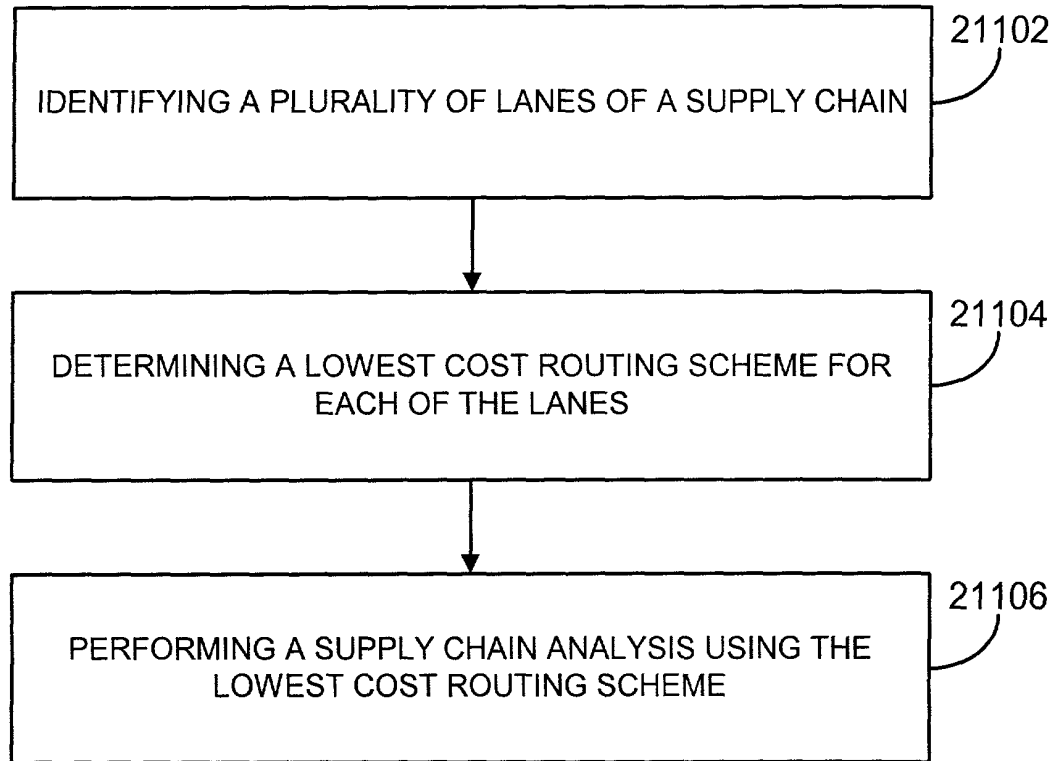 21102
IDENTIFYING A PLURALITY OF LANES OF A SUPPLY CHAIN
21104
DETERMINING A LOWEST COST ROUTING SCHEME FOR
EACH OF THE LANES
21106
PERFORMING A SUPPLY CHAIN ANALYSIS USING THE
LOWEST COST ROUTING SCHEME